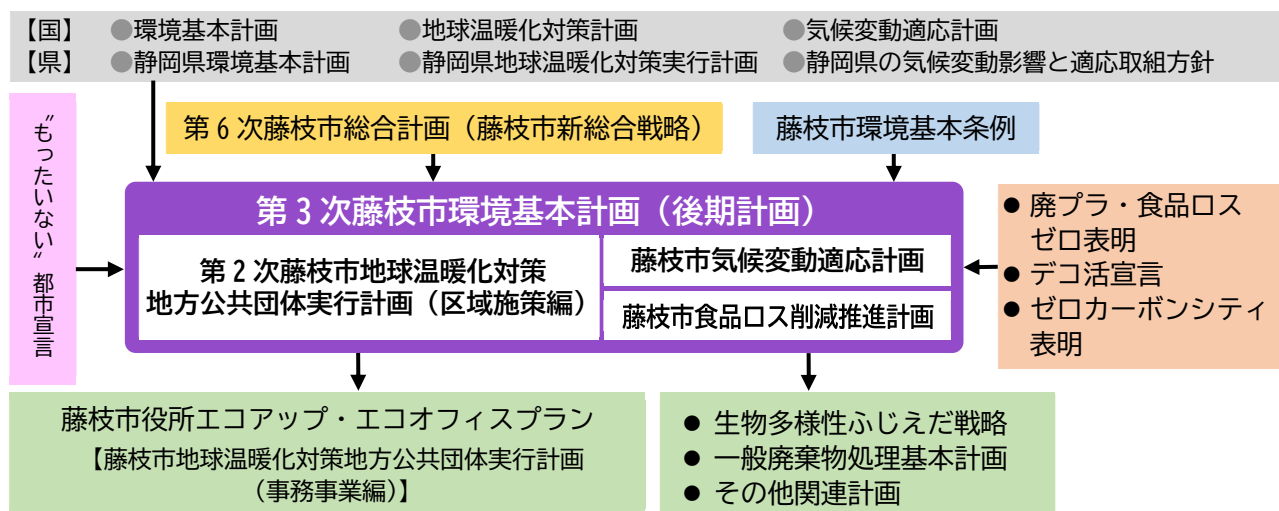 【国】 ●環境基本計画 ●地球温暖化対策計画 ●気候変動適応計画
【県】 ●静岡県環境基本計画 ●静岡県地球温暖化対策実行計画 ●静岡県の気候変動影響と適応取組方針
〝もったいない〟都市宣言
第6次藤枝市総合計画（藤枝市新総合戦略）
藤枝市環境基本条例
第3次藤枝市環境基本計画（後期計画）
第2次藤枝市地球温暖化対策
地方公共団体実行計画（区域施策編）
藤枝市気候変動適応計画
藤枝市食品ロス削減推進計画
● 廃プラ・食品ロス
ゼロ表明
● デコ活宣言
● ゼロカーボンシティ
表明
藤枝市役所エコアップ・エコオフィスプラン
【藤枝市地球温暖化対策地方公共団体実行計画
（事務事業編）】
● 生物多様性ふじえだ戦略
● 一般廃棄物処理基本計画
● その他関連計画